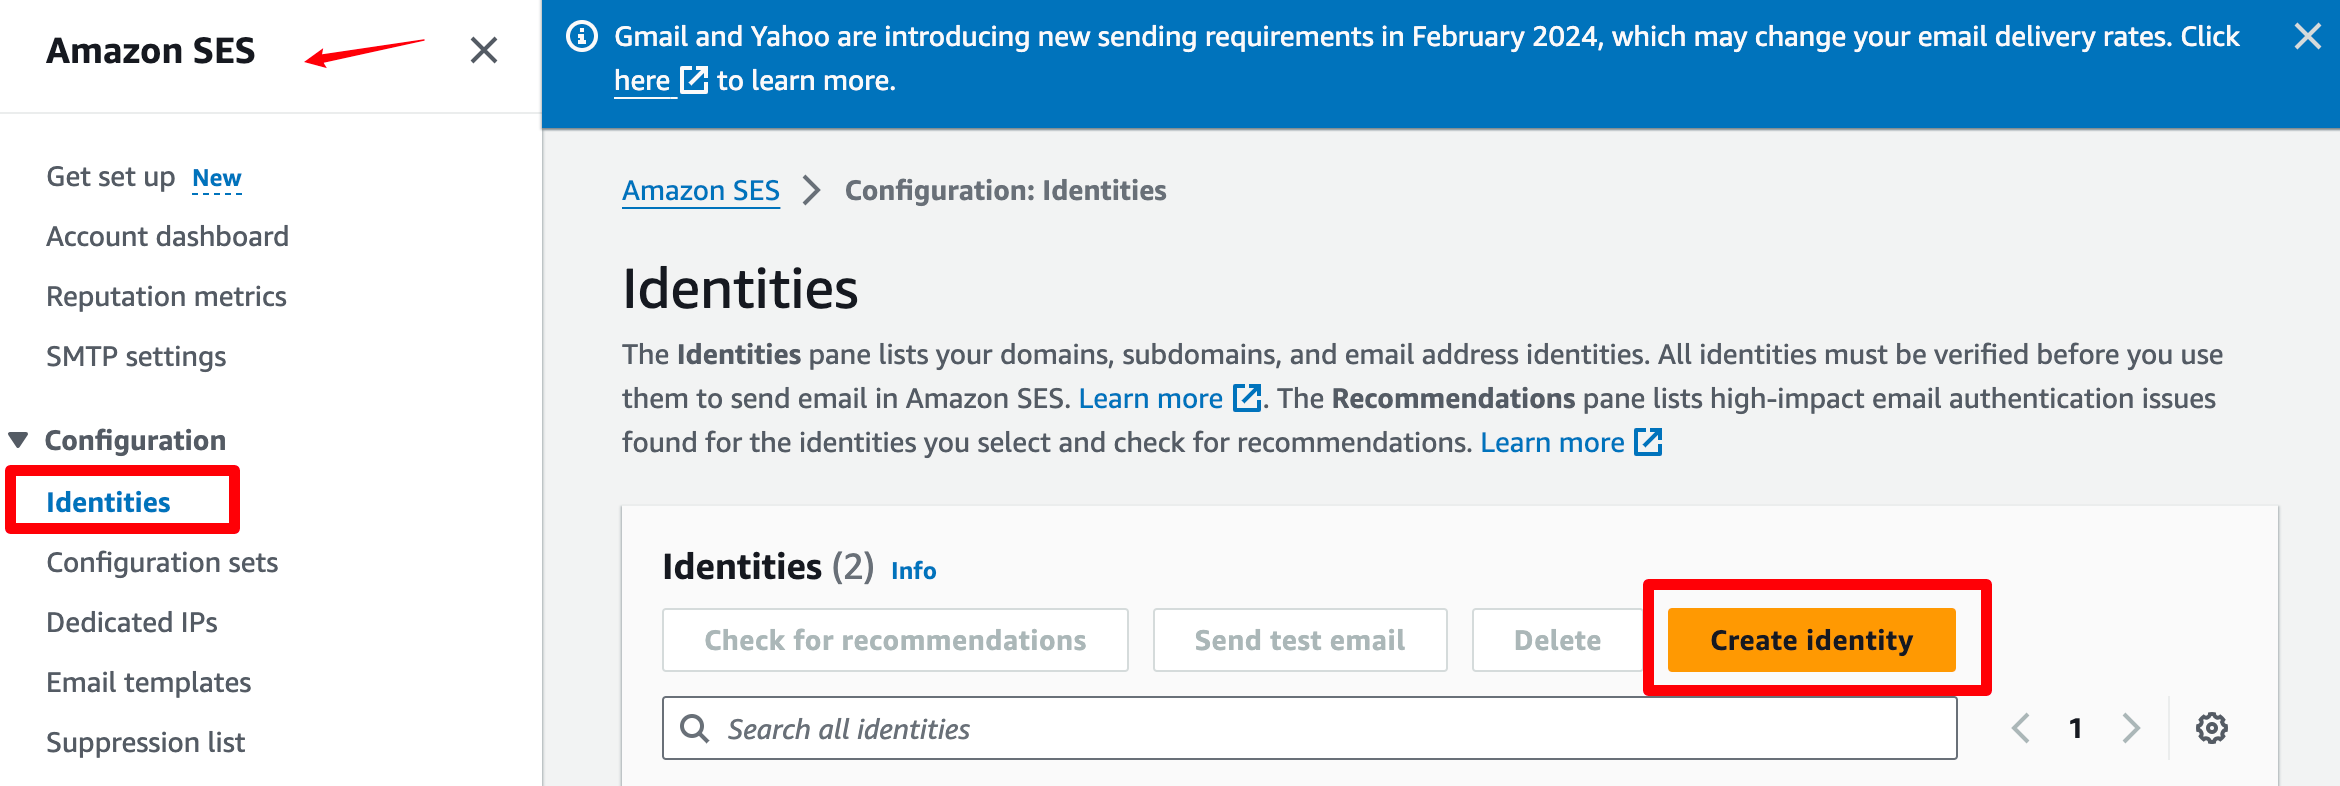 Amazon SES
Get set up New
Account dashboard
Reputation metrics
SMTP settings
Configuration
Identities
Configuration sets
Dedicated IPs
Email templates
Suppression list
Gmail and Yahoo are introducing new sending requirements in February 2024, which may change your email delivery rates. Click
here to learn more.
Amazon SES Configuration: Identities
Identities
The Identities pane lists your domains, subdomains, and email address identities. All identities must be verified before you use
them to send email in Amazon SES. Learn more . The Recommendations pane lists high-impact email authentication issues
found for the identities you select and check for recommendations. Learn more
Identities (2) Info
Check for recommendations Send test email Delete Create identity
Search all identities 1